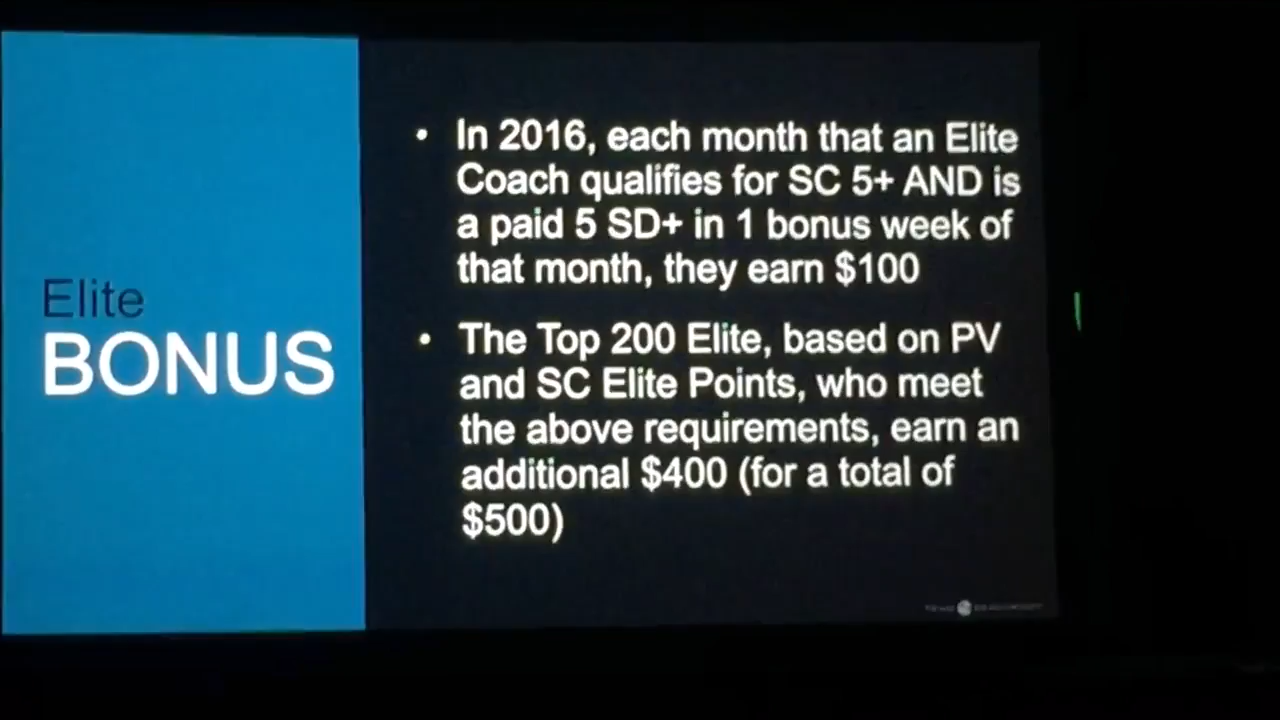 Elite
BONUS
• In 2016, each month that an Elite
Coach qualifies for SC 5+ AND is
a paid 5 SD+ in 1 bonus week of
that month, they earn $100
• The Top 200 Elite, based on PV
and SC Elite Points, who meet
the above requirements, earn an
additional $400 (for a total of
$500)